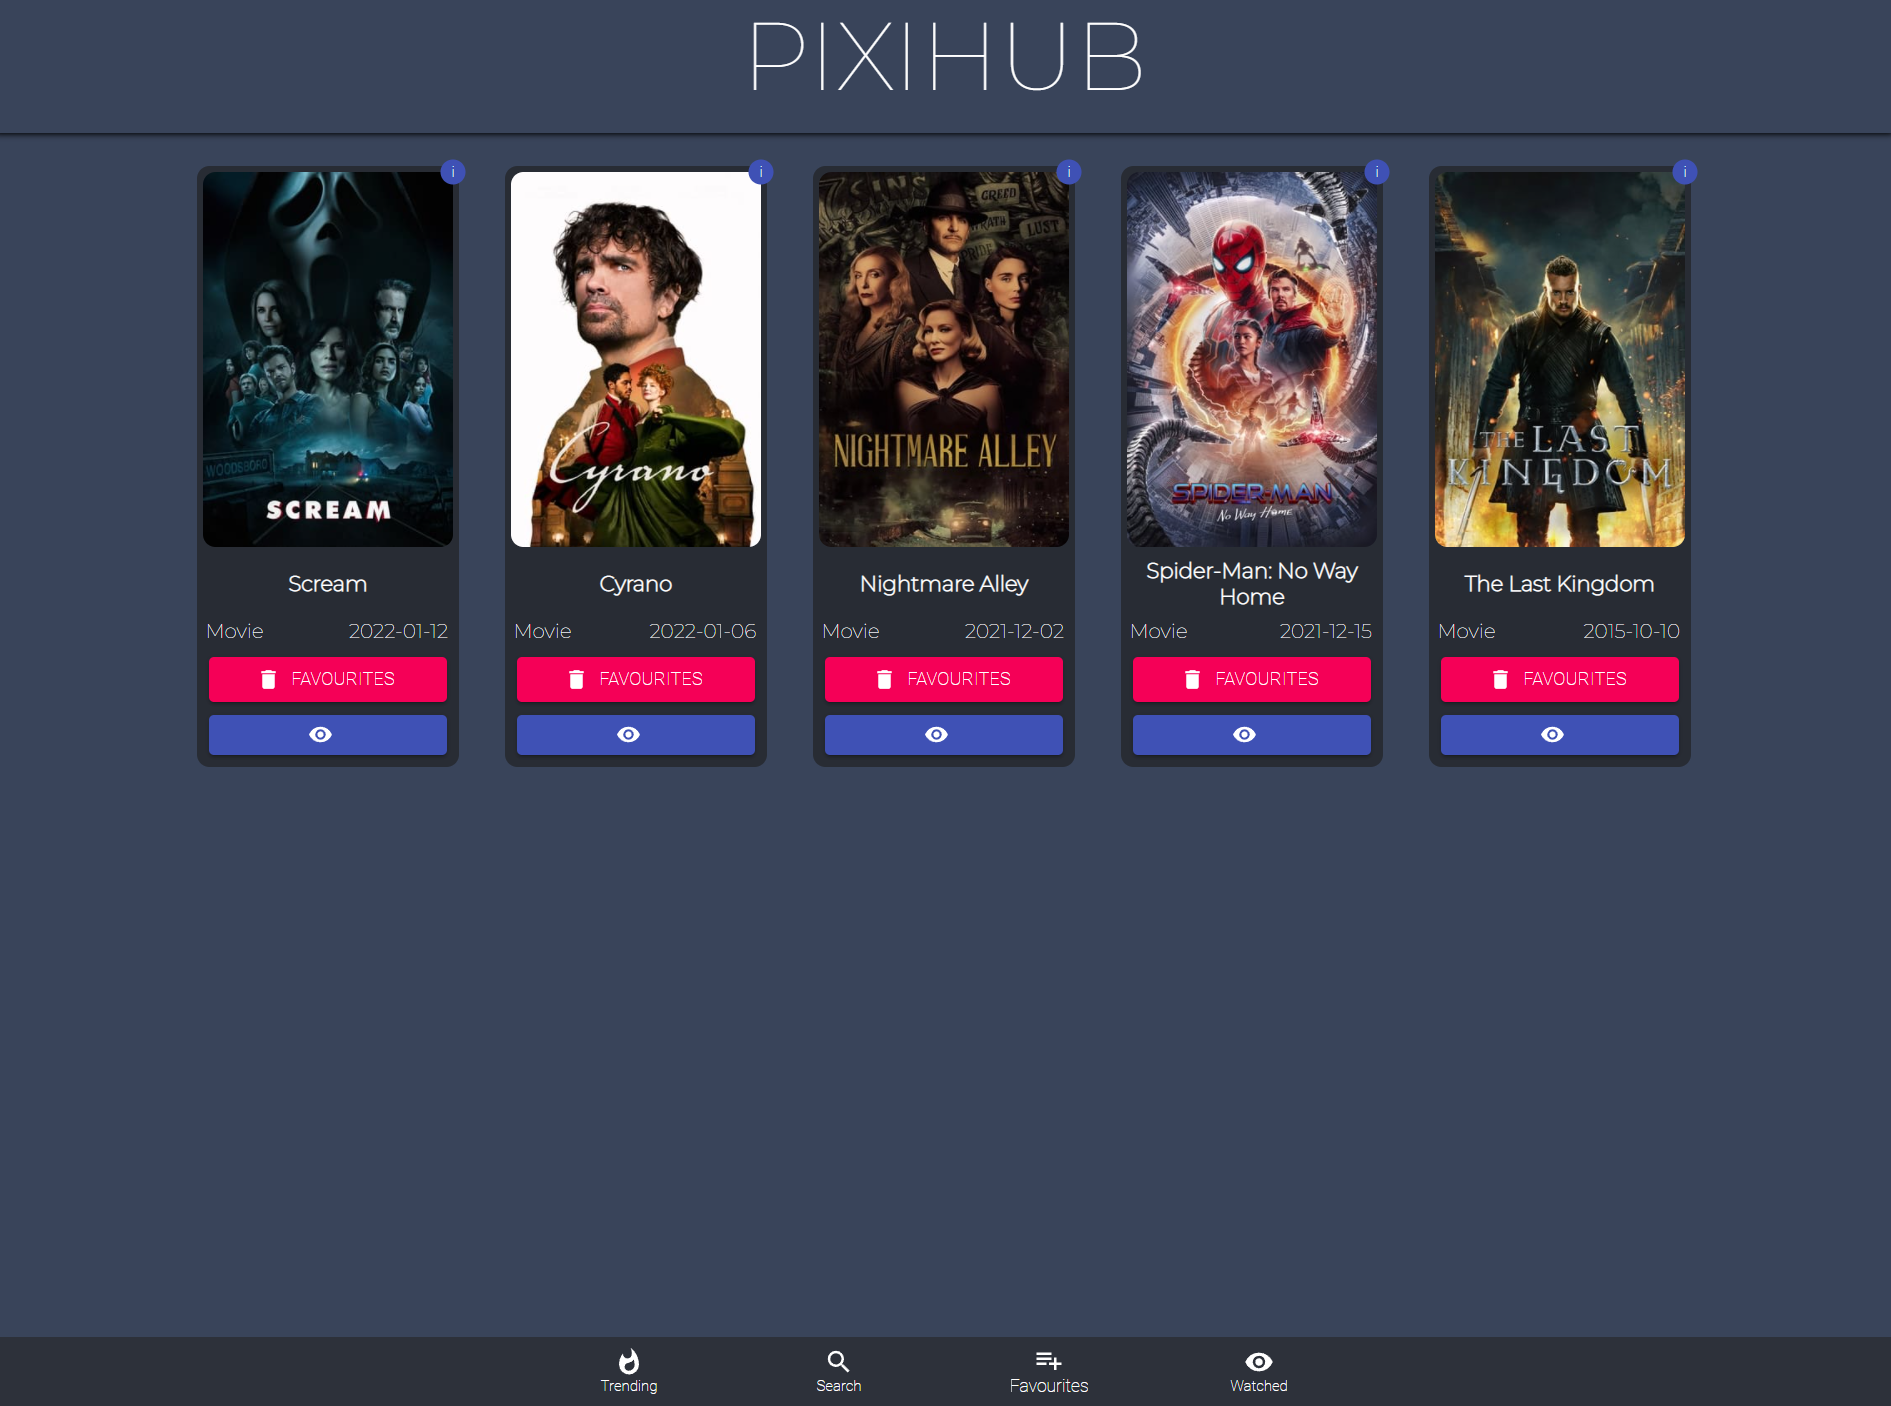 PIXIHUB
i
i
i
i
i
WOODSBORO
SCREAM
Cyrano
SINS
GREED
WRATH
LUST
PRIDE
NIGHTMARE ALLEY
SPIDER-MAN
No Way Home
THE LAST
KINGDOM
Scream
Movie 2022-01-12
FAVOURITES
Cyrano
Movie 2022-01-06
FAVOURITES
Nightmare Alley
Movie 2021-12-02
FAVOURITES
Spider-Man: No Way
Home
Movie 2021-12-15
FAVOURITES
The Last Kingdom
Movie 2015-10-10
FAVOURITES
Trending
Search
Favourites
Watched